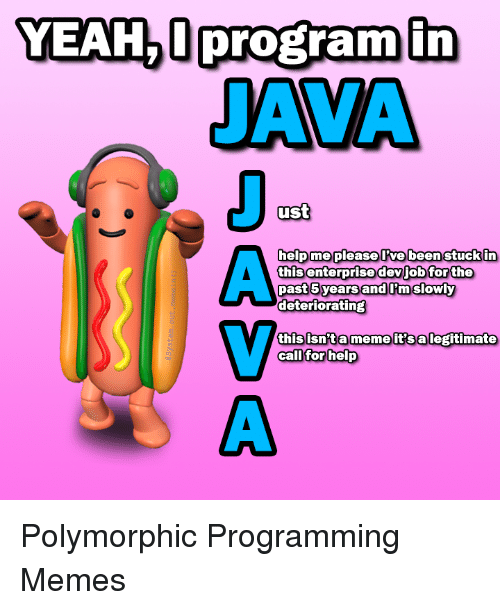 YEAH, I program in
JAVA
J ust
A help me please I've been stuck in
this enterprise dev job for the
past 5 years and I'm slowly
deteriorating
V this isn't a meme it's a legitimate
call for help
A
Polymorphic Programming
Memes